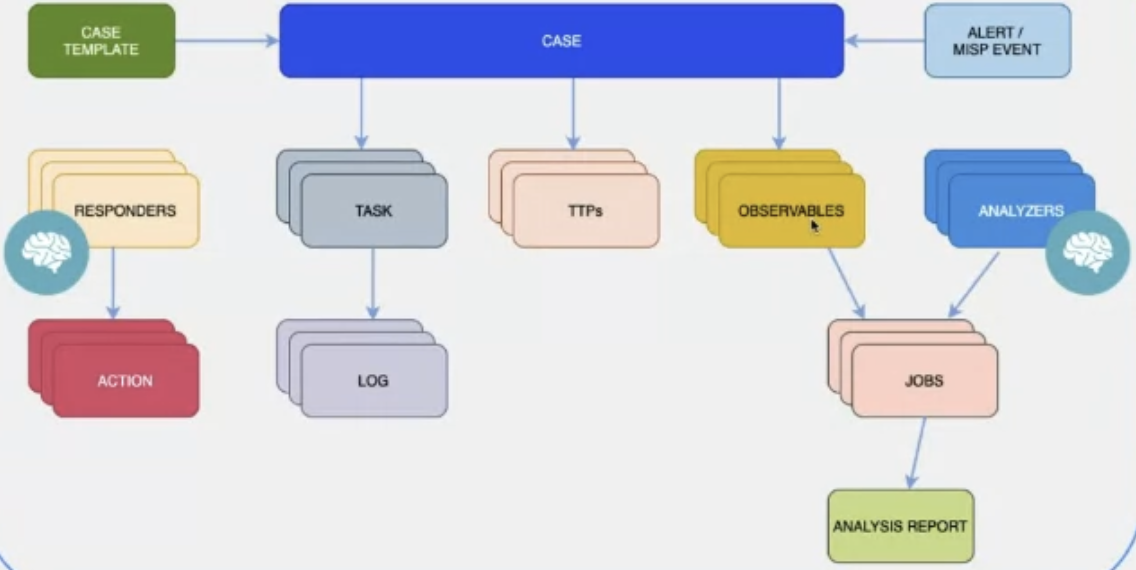 CASE
TEMPLATE
CASE
ALERT /
MISP EVENT
RESPONDERS
TASK
TTPs
OBSERVABLES
ANALYZERS
ACTION
LOG
JOBS
ANALYSIS REPORT